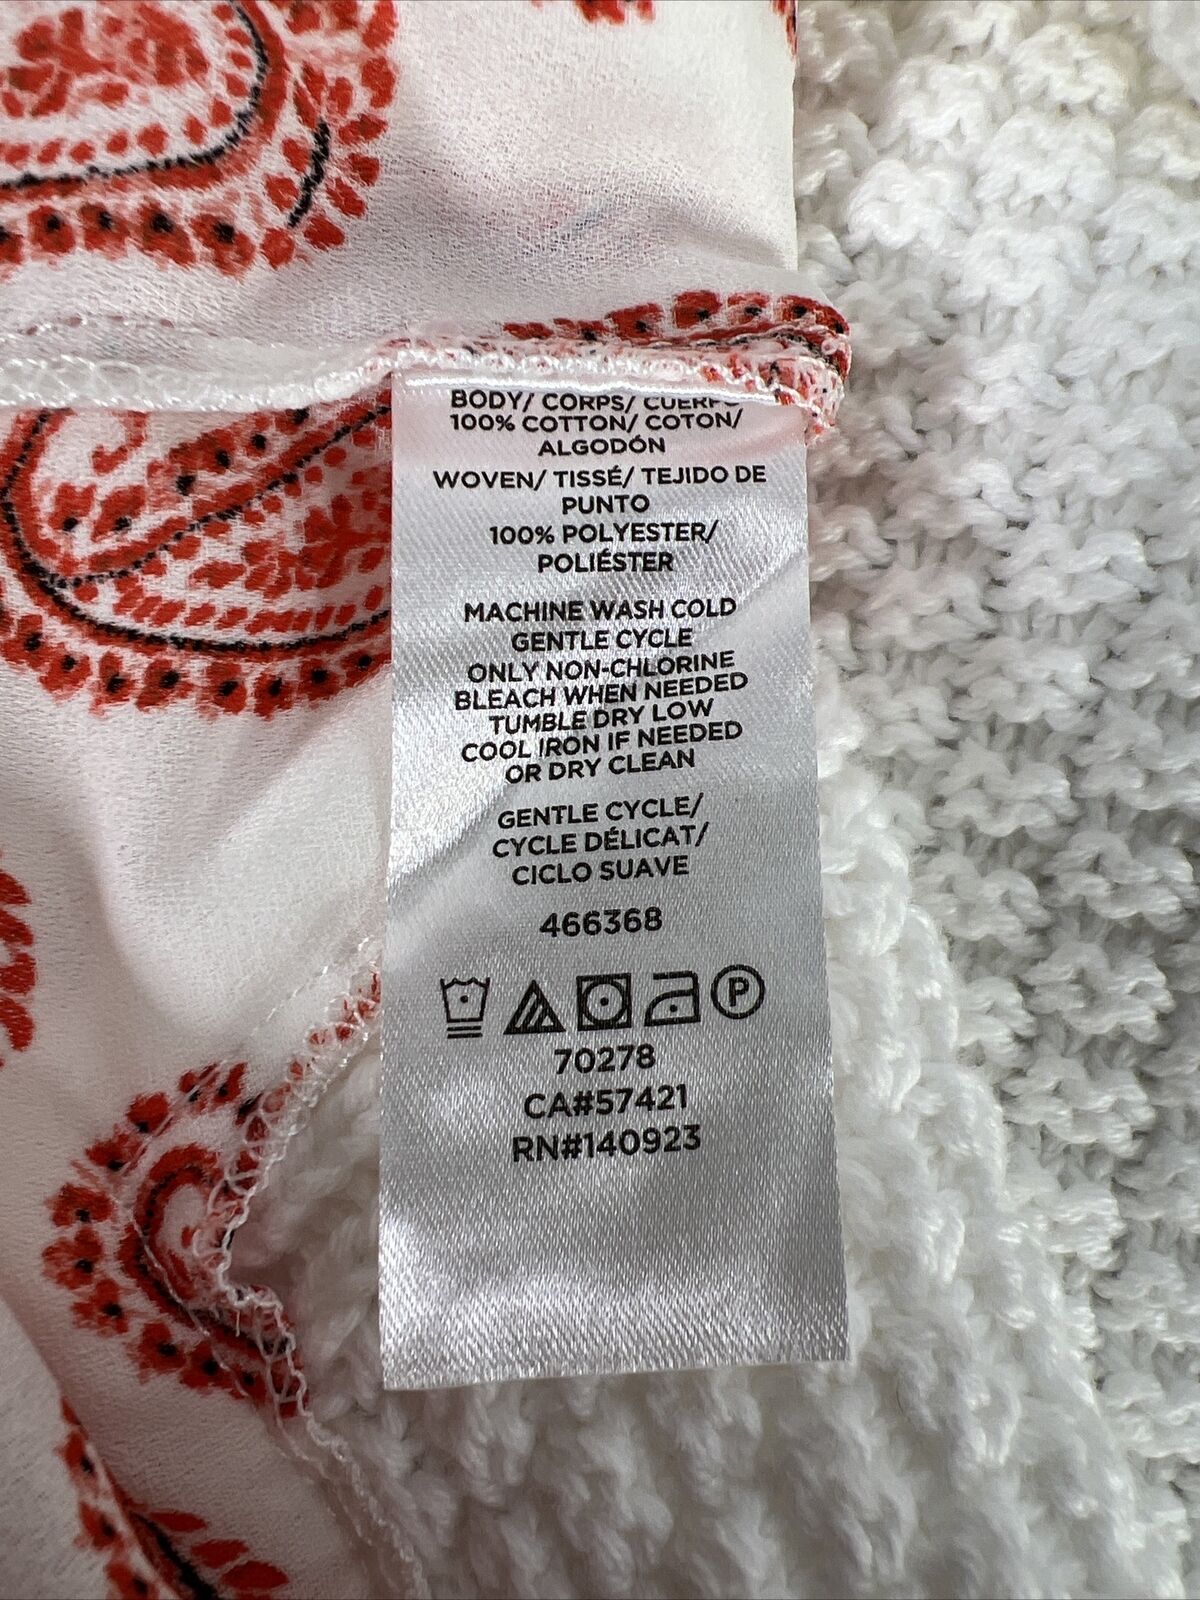 BODY/ CORPS/ CUERPO
100% COTTON/ COTON/
ALGODÓN
WOVEN/ TISSÉ/ TEJIDO DE
PUNTO
100% POLYESTER/
POLIÉSTER
MACHINE WASH COLD
GENTLE CYCLE
ONLY NON-CHLORINE
BLEACH WHEN NEEDED
TUMBLE DRY LOW
COOL IRON IF NEEDED
OR DRY CLEAN
GENTLE CYCLE/
CYCLE DÉLICAT/
CICLO SUAVE
466368
P
70278
CA#57421
RN#140923